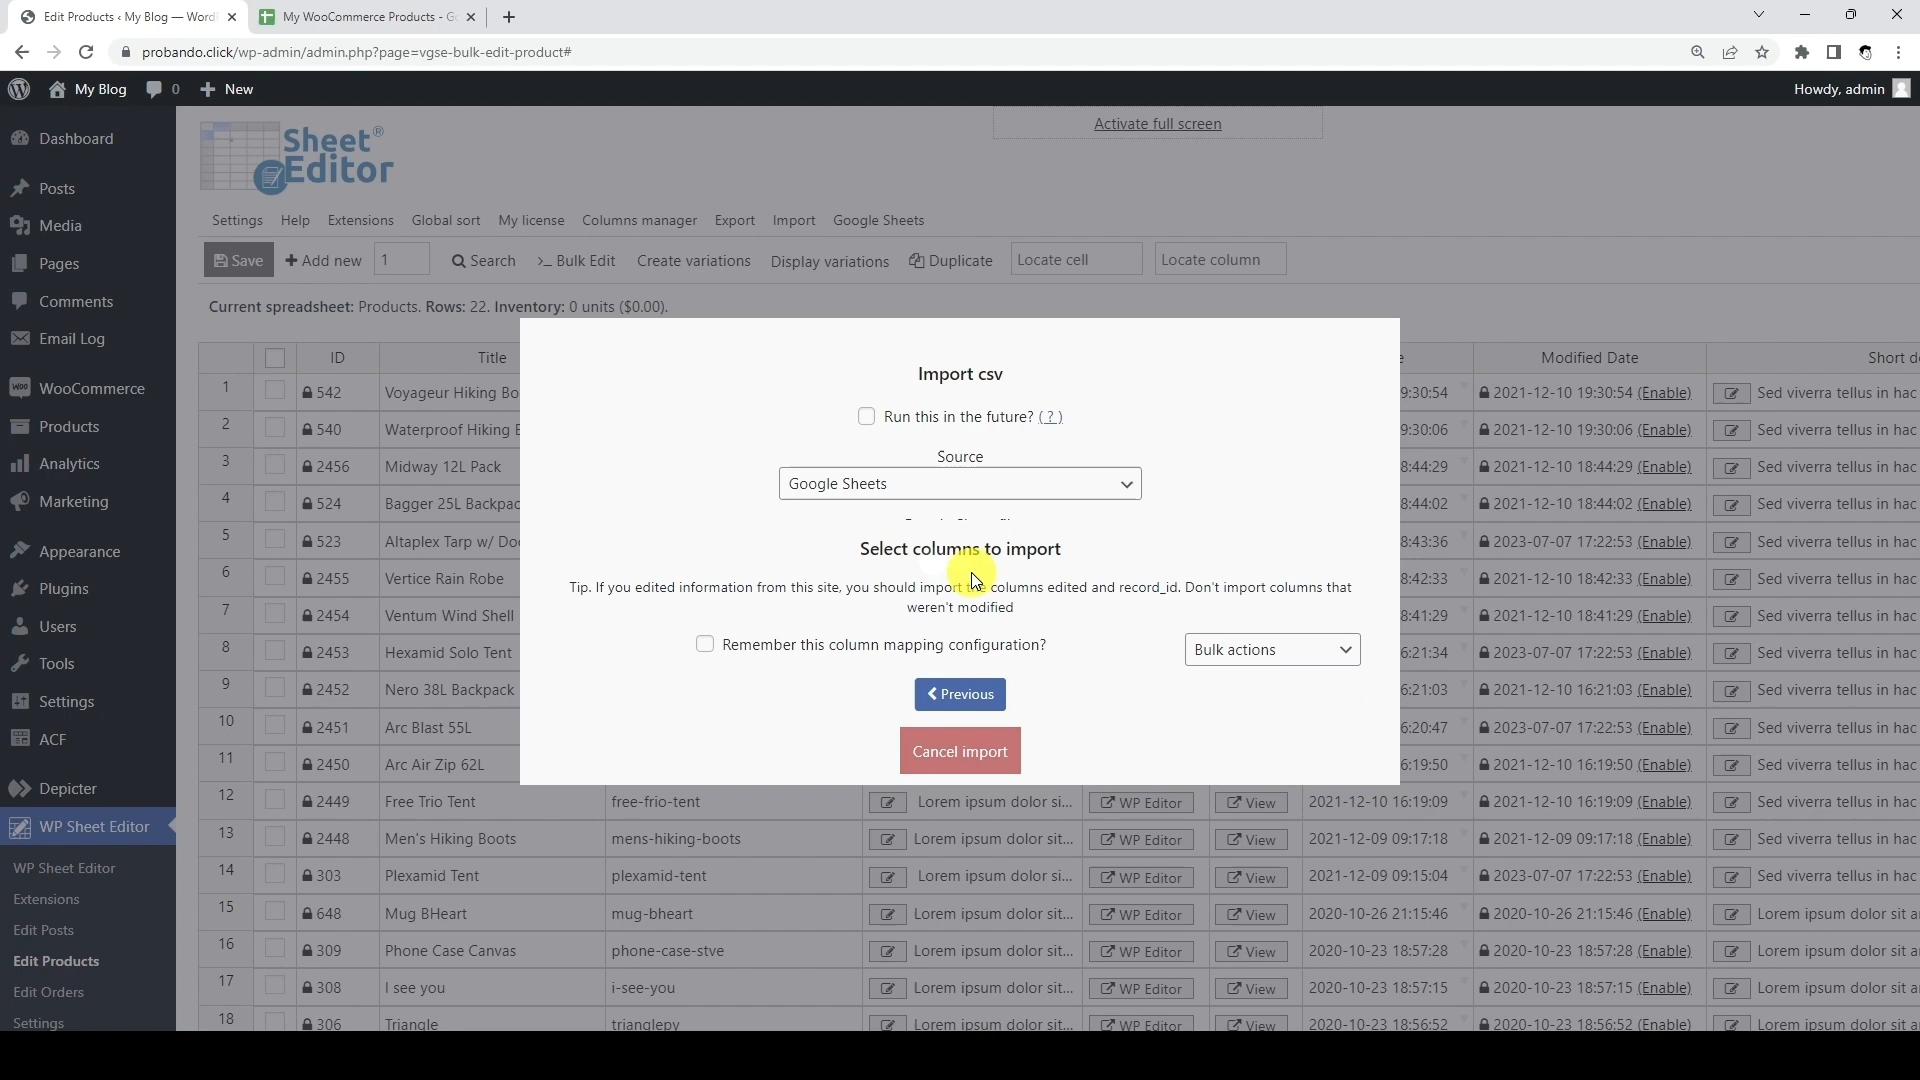 Edit Products ‹ My Blog — Word
My WooCommerce Products - G
probando.click/wp-admin/admin.php?page=vgse-bulk-edit-product#
My Blog 0 New
Howdy, admin
Dashboard
Posts
Media
Pages
Comments
Email Log
WooCommerce
Products
Analytics
Marketing
Appearance
Plugins
Users
Tools
Settings
ACF
Depicter
WP Sheet Editor
WP Sheet Editor
Extensions
Edit Posts
Edit Products
Edit Orders
Settings
Sheet®
Editor
Activate full screen
Settings Help Extensions Global sort My license Columns manager Export Import Google Sheets
Save Add new 1 Search Bulk Edit Create variations Display variations Duplicate Locate cell Locate column
Current spreadsheet: Products. Rows: 22. Inventory: 0 units ($0.00).
Import csv
Run this in the future? (?)
Source
Google Sheets
Select columns to import
Tip. If you edited information from this site, you should import the columns edited and record_id. Don't import columns that
weren't modified
Remember this column mapping configuration?
Bulk actions
Previous
Cancel import
ID Title e Modified Date Short d
1 542 Voyageur Hiking Bo 9:30:54 2021-12-10 19:30:54 (Enable) Sed viverra tellus in hac
2 540 Waterproof Hiking 9:30:06 2021-12-10 19:30:06 (Enable) Sed viverra tellus in hac
3 2456 Midway 12L Pack 8:44:29 2021-12-10 18:44:29 (Enable) Sed viverra tellus in hac
4 524 Bagger 25L Backpac 8:44:02 2021-12-10 18:44:02 (Enable) Sed viverra tellus in hac
5 523 Altaplex Tarp w/ Do 8:43:36 2023-07-07 17:22:53 (Enable) Sed viverra tellus in hac
6 2455 Vertice Rain Robe 8:42:33 2021-12-10 18:42:33 (Enable) Sed viverra tellus in hac
7 2454 Ventum Wind Shell 8:41:29 2021-12-10 18:41:29 (Enable) Sed viverra tellus in hac
8 2453 Hexamid Solo Tent 6:21:34 2023-07-07 17:22:53 (Enable) Sed viverra tellus in hac
9 2452 Nero 38L Backpack 6:21:03 2021-12-10 16:21:03 (Enable) Sed viverra tellus in hac
10 2451 Arc Blast 55L 6:20:47 2023-07-07 17:22:53 (Enable) Sed viverra tellus in hac
11 2450 Arc Air Zip 62L 6:19:50 2021-12-10 16:19:50 (Enable) Sed viverra tellus in hac
12 2449 Free Trio Tent free-frio-tent Lorem ipsum dolor si... WP Editor View 2021-12-10 16:19:09 2021-12-10 16:19:09 (Enable) Sed viverra tellus in hac
13 2448 Men's Hiking Boots mens-hiking-boots Lorem ipsum dolor sit... WP Editor View 2021-12-09 09:17:18 2021-12-09 09:17:18 (Enable) Sed viverra tellus in hac
14 303 Plexamid Tent plexamid-tent Lorem ipsum dolor si... WP Editor View 2021-12-09 09:15:04 2023-07-07 17:22:53 (Enable) Sed viverra tellus in hac
15 648 Mug BHeart mug-bheart Lorem ipsum dolor sit... WP Editor View 2020-10-26 21:15:46 2020-10-26 21:15:46 (Enable) Lorem ipsum dolor sit a
16 309 Phone Case Canvas phone-case-stve Lorem ipsum dolor sit... WP Editor View 2020-10-23 18:57:28 2020-10-23 18:57:28 (Enable) Lorem ipsum dolor sit a
17 308 I see you i-see-you Lorem ipsum dolor sit... WP Editor View 2020-10-23 18:57:15 2020-10-23 18:57:15 (Enable) Lorem ipsum dolor sit a
18 306 Triangle trianglepy Lorem ipsum dolor sit... WP Editor View 2020-10-23 18:56:52 2020-10-23 18:56:52 (Enable) Lorem ipsum dolor sit a